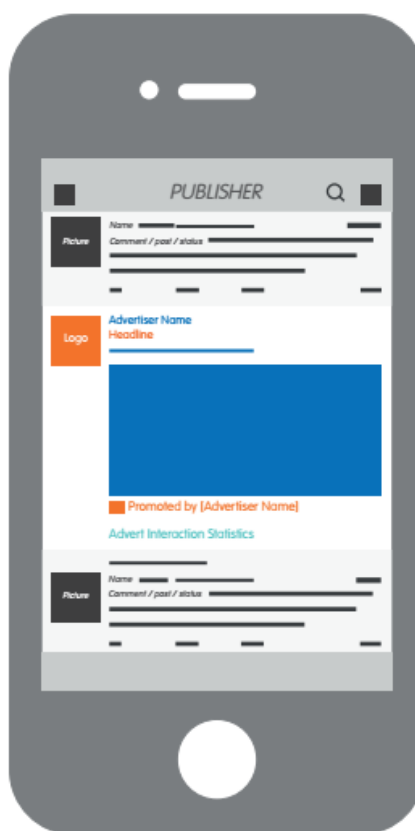 PUBLISHER
Name
Picture
Comment / post / status
Advertiser Name
Logo
Headline
Promoted by [Advertiser Name]
Advert Interaction Statistics
Name
Picture
Comment / post / status